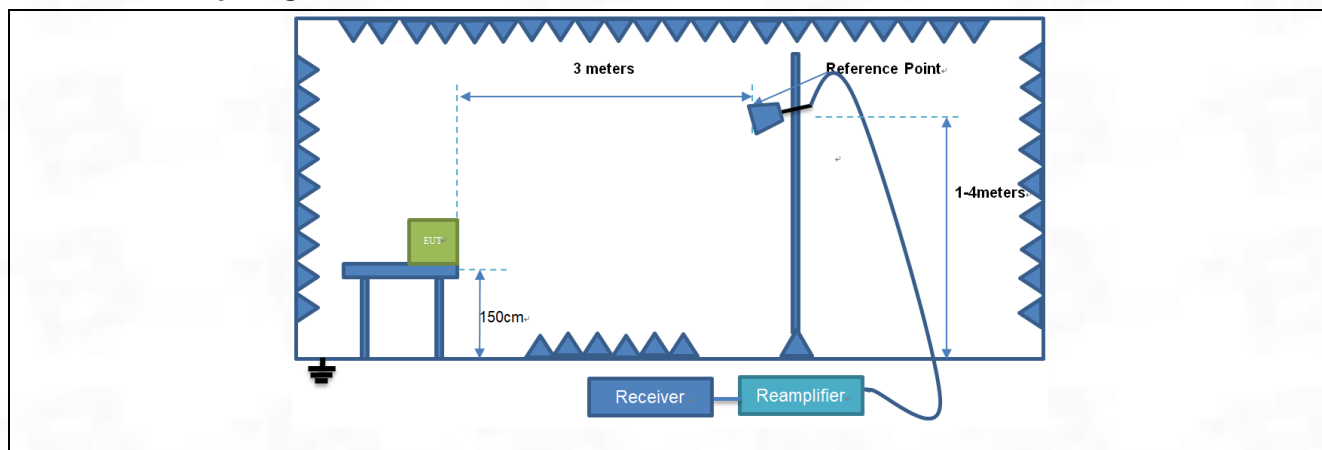 3 meters
Reference Point
1-4meters
EUT
150cm
Receiver
Reamplifier